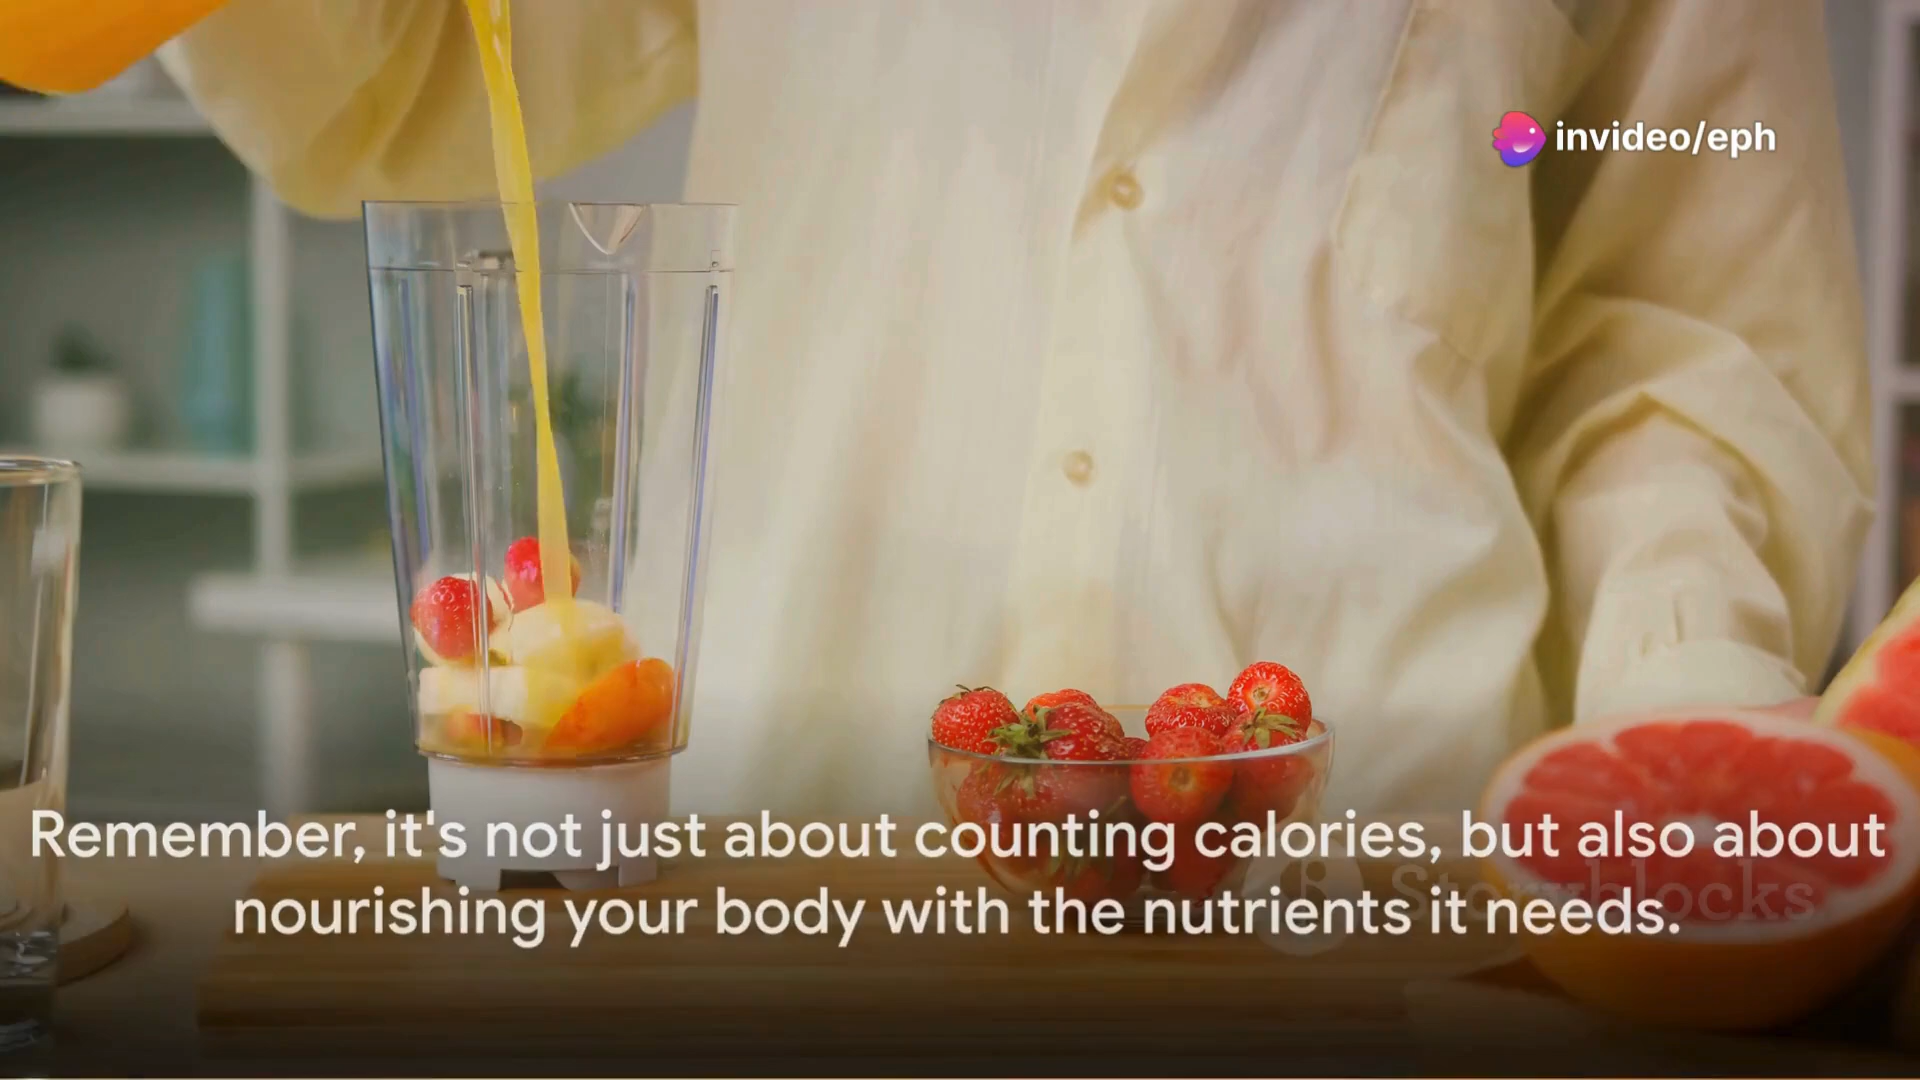 invideo/eph
Remember, it's not just about counting calories, but also about
Storyblocks
nourishing your body with the nutrients it needs.